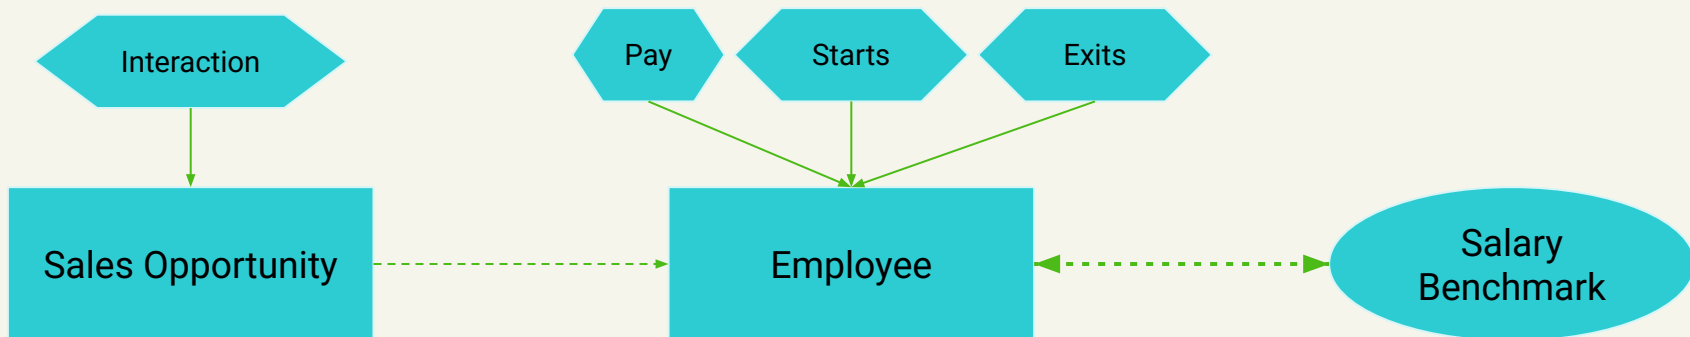 Interaction
Pay
Starts
Exits
Sales Opportunity
Employee
Salary
Benchmark